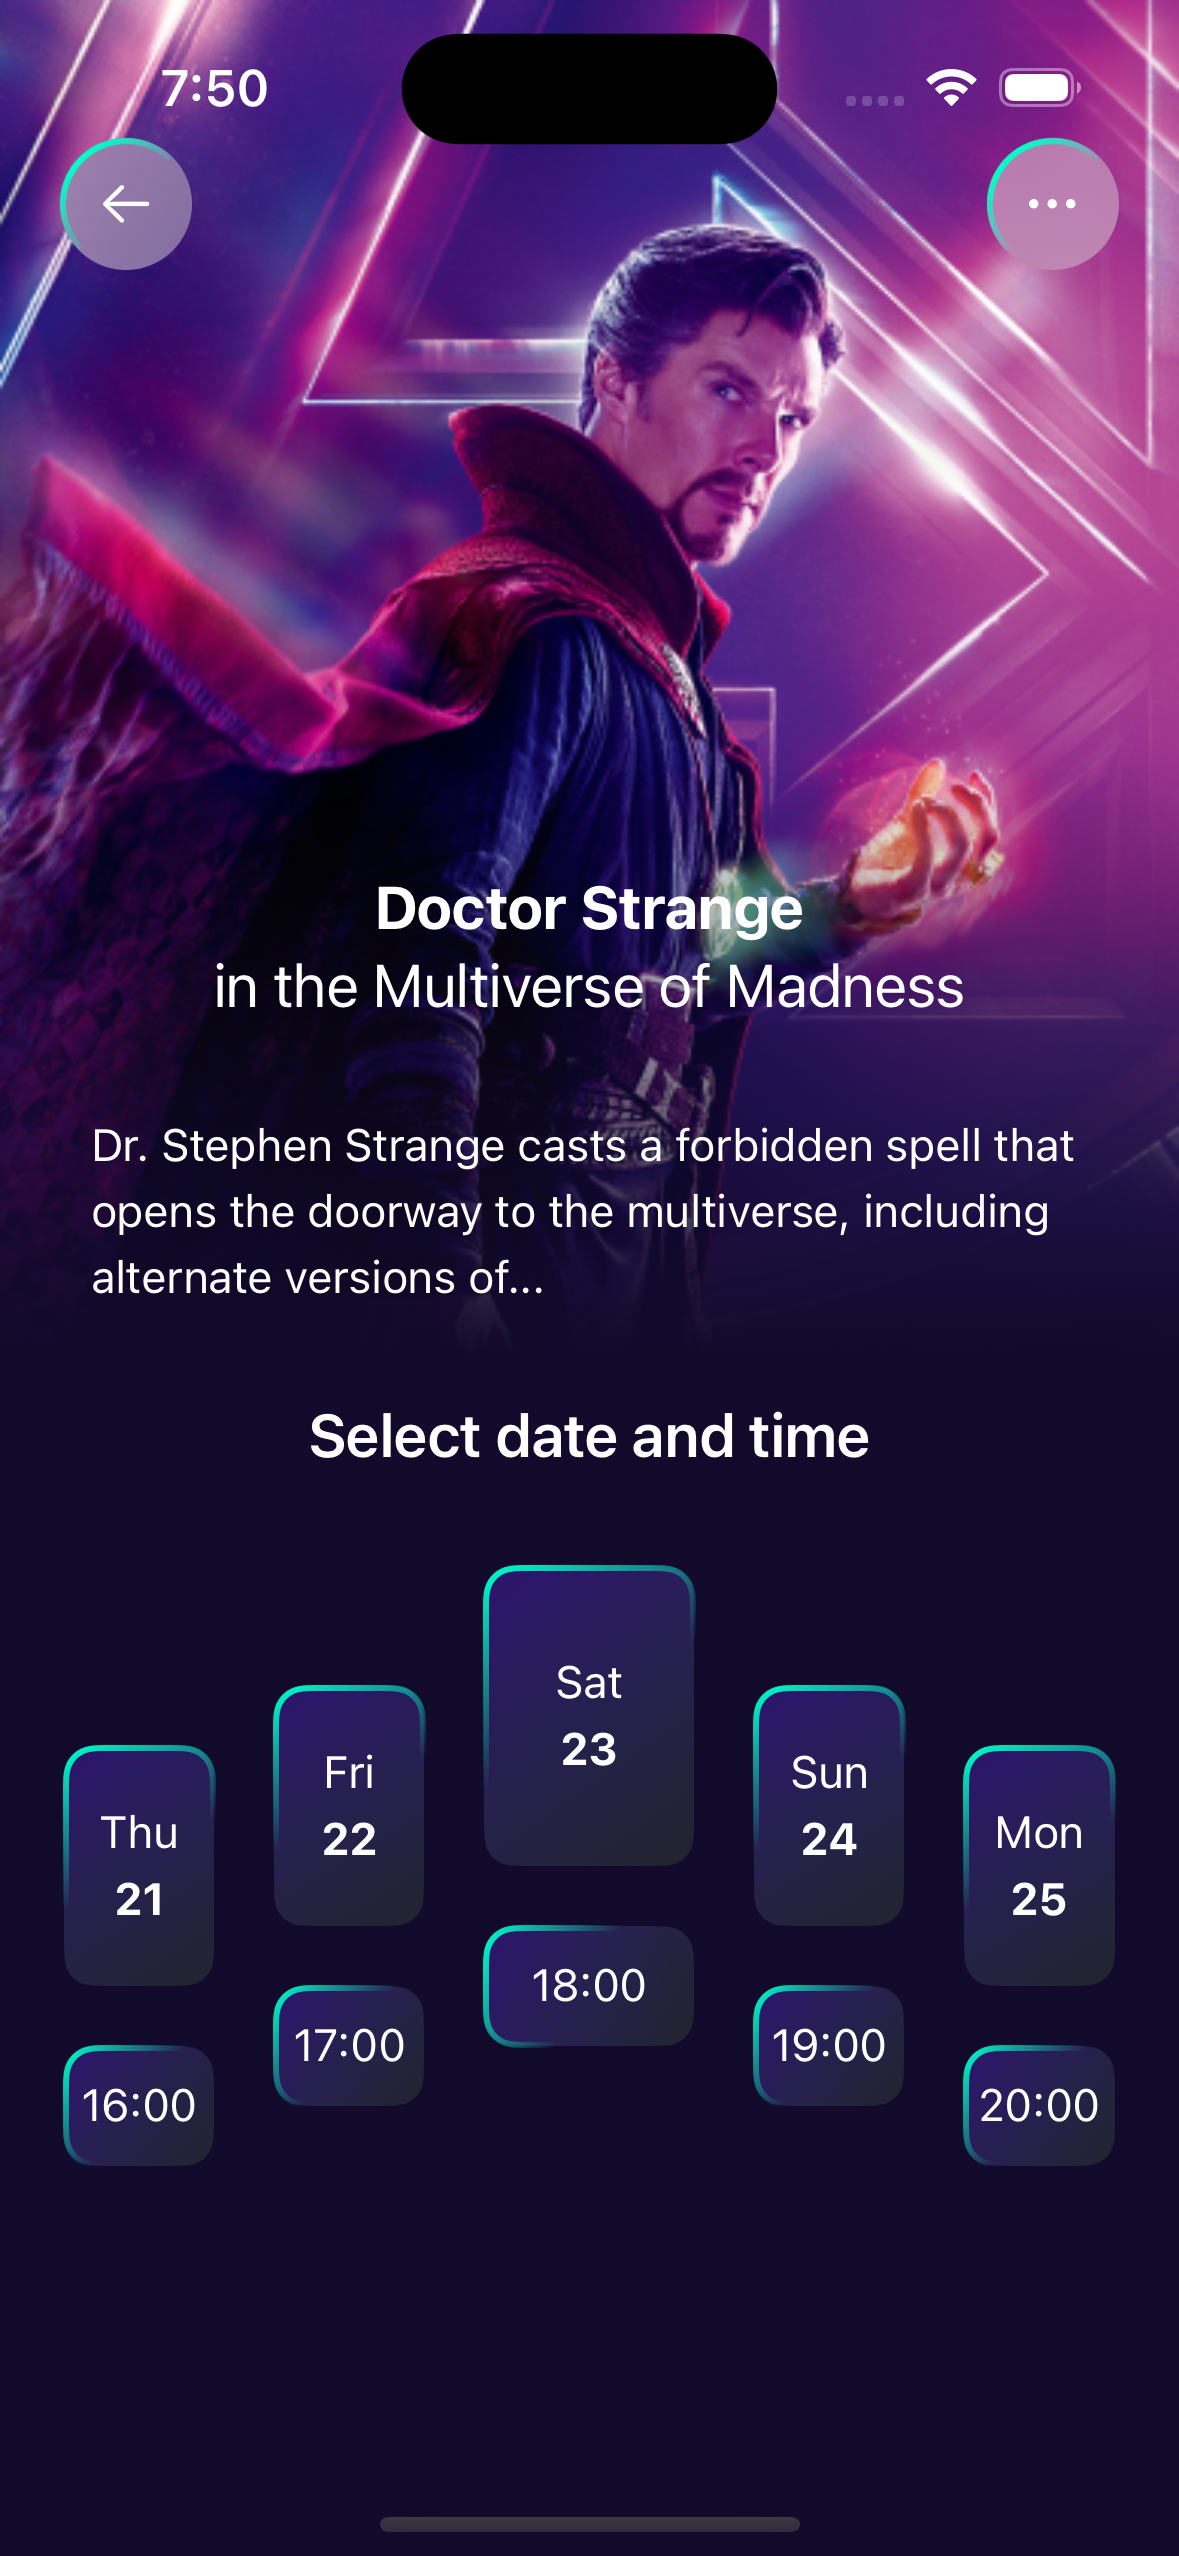 7:50
Doctor Strange
in the Multiverse of Madness
Dr. Stephen Strange casts a forbidden spell that
opens the doorway to the multiverse, including
alternate versions of...
Select date and time
Thu
21
Fri
22
Sat
23
Sun
24
Mon
25
16:00
17:00
18:00
19:00
20:00